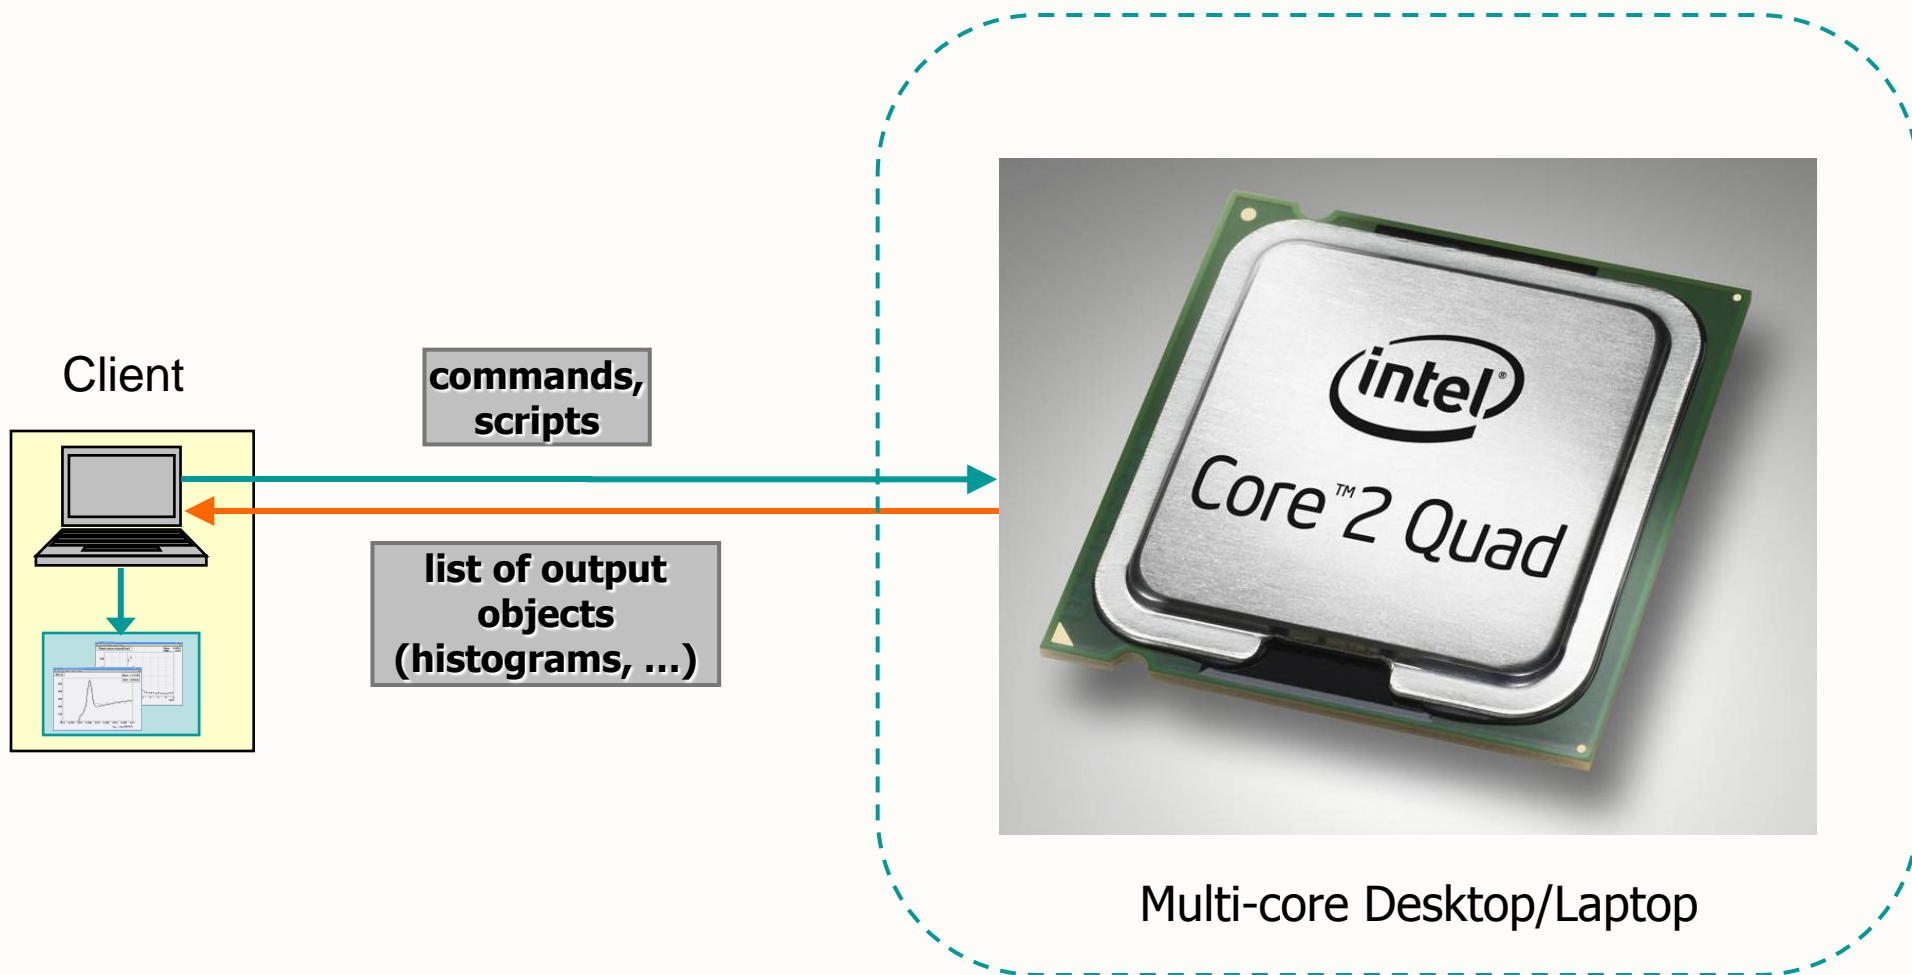 Client
commands,
scripts
list of output
objects
(histograms, ...)
intel®
Core™2 Quad
Multi-core Desktop/Laptop